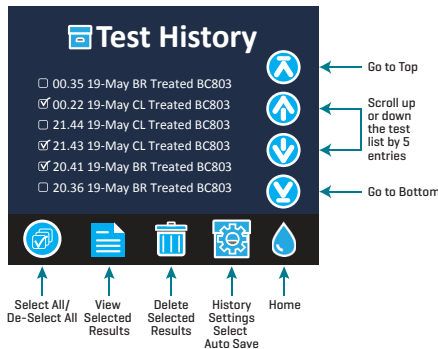 Test History
00.35 19-May BR Treated BC803
00.22 19-May CL Treated BC803
21.44 19-May CL Treated BC803
21.43 19-May CL Treated BC803
20.41 19-May BR Treated BC803
20.36 19-May BR Treated BC803
Go to Top
Scroll up
or down
the test
list by 5
entries
Go to Bottom
Select All/
De-Select All
View
Selected
Results
Delete
Selected
Results
History
Settings
Select
Auto Save
Home